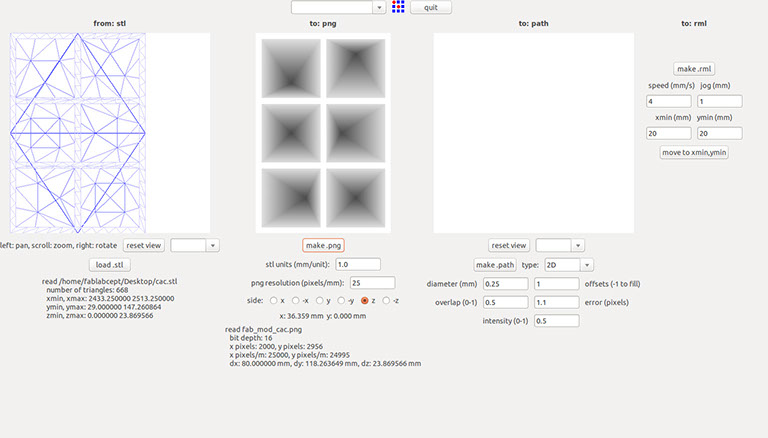 quit
from: stl
to: png
to: path
to: rml
make .rml
speed (mm/s) jog (mm)
4 1
xmin (mm) ymin (mm)
20 20
move to xmin,ymin
left: pan, scroll: zoom, right: rotate reset view
load .stl
read /home/fablabcept/Desktop/cac.stl
number of triangles: 668
xmin, xmax: 2433.250000 2513.250000
ymin, ymax: 29.000000 147.260864
zmin, zmax: 0.000000 23.869566
make .png
stl units (mm/unit): 1.0
png resolution (pixels/mm): 25
side: x -x y -y z -z
x: 36.359 mm y: 0.000 mm
read fab_mod_cac.png
bit depth: 16
x pixels: 2000, y pixels: 2956
x pixels/m: 25000, y pixels/m: 24995
dx: 80.000000 mm, dy: 118.263649 mm, dz: 23.869566 mm
reset view
make .path type: 2D
diameter (mm) 0.25 1 offsets (-1 to fill)
overlap (0-1) 0.5 1.1 error (pixels)
intensity (0-1) 0.5